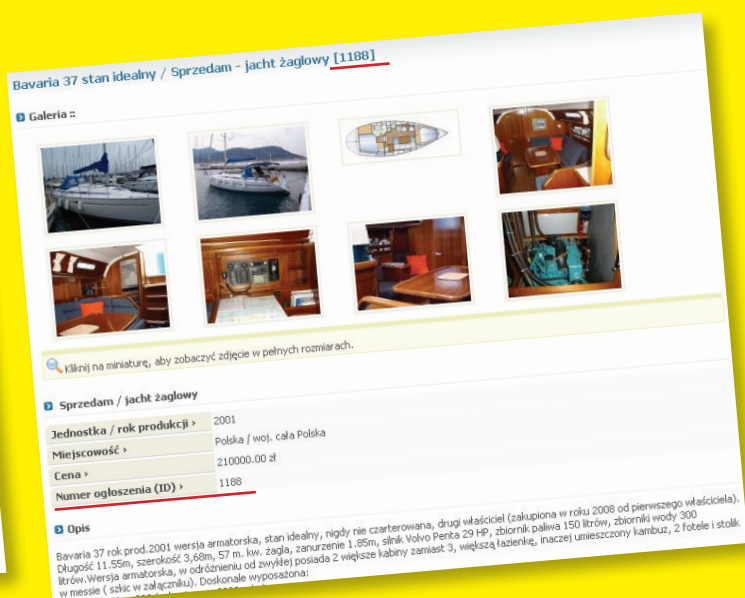 Bavaria 37 stan idealny / Sprzedam - jacht żaglowy [1188]
Galeria ::
Kliknij na miniaturę, aby zobaczyć zdjęcie w pełnych rozmiarach.
Sprzedam / jacht żaglowy
Jednostka / rok produkcji › 2001
Miejscowość › Polska / woj. cała Polska
Cena › 210000.00 zł
Numer ogłoszenia (ID) › 1188
Opis
Bavaria 37 rok prod.2001 wersja armatorska, stan idealny, nigdy nie czarterowana, drugi właściciel (zakupiona w roku 2008 od pierwszego właściciela).
Długość 11.55m, szerokość 3,68m, 57 m. kw. żagla, zanurzenie 1.85m, silnik Volvo Penta 29 HP, zbiornik paliwa 150 litrów, zbiorniki wody 300
litrów.Wersja armatorska, w odróżnieniu od zwykłej posiada 2 większe kabiny zamiast 3, większą łazienkę, inaczej umieszczony kambuz, 2 fotele i stolik
w messie ( szkic w załączniku). Doskonale wyposażona: